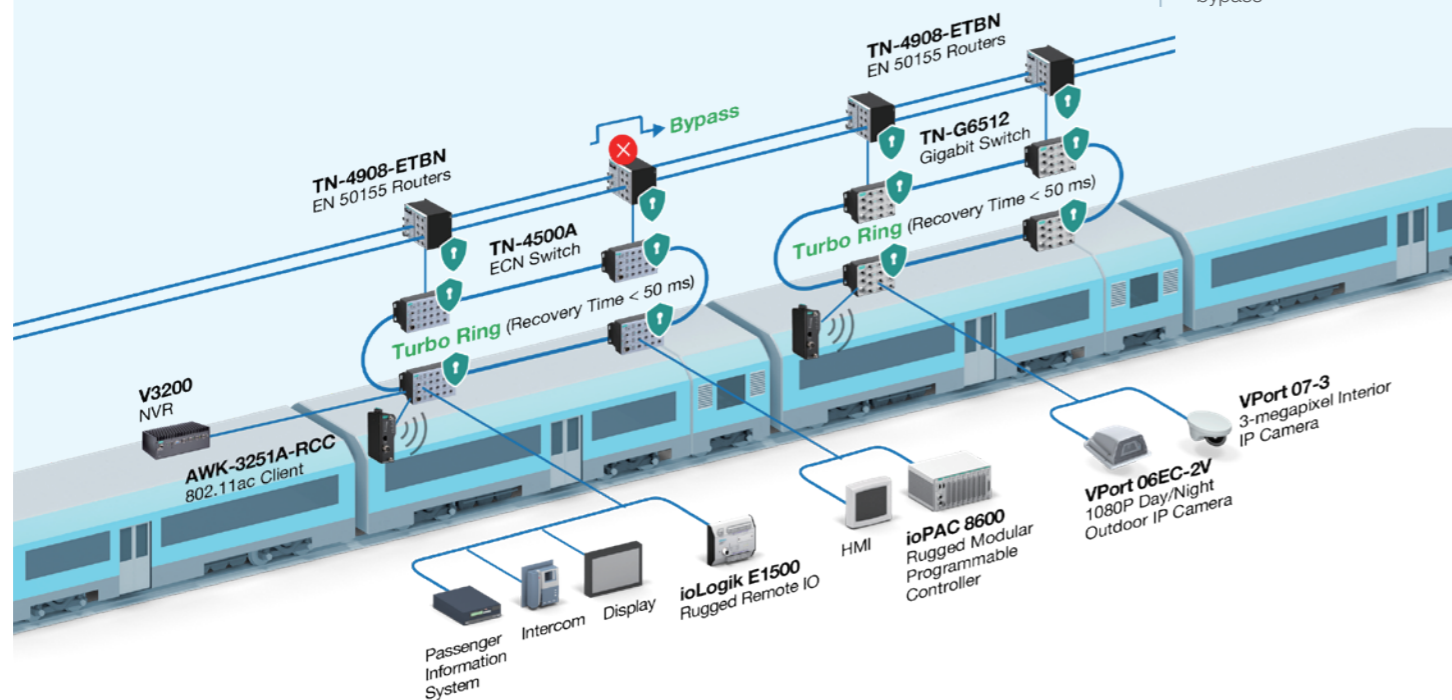 bypass
TN-4908-ETBN
EN 50155 Routers
Bypass
TN-G6512
Gigabit Switch
TN-4908-ETBN
EN 50155 Routers
TN-4500A
ECN Switch
Turbo Ring (Recovery Time < 50 ms)
Turbo Ring (Recovery Time < 50 ms)
V3200
NVR
AWK-3251A-RCC
802.11ac Client
VPort 07-3
3-megapixel Interior
IP Camera
VPort 06EC-2V
1080P Day/Night
Outdoor IP Camera
HMI
ioPAC 8600
Rugged Modular
Programmable
Controller
ioLogik E1500
Rugged Remote IO
Display
Intercom
Passenger
Information
System